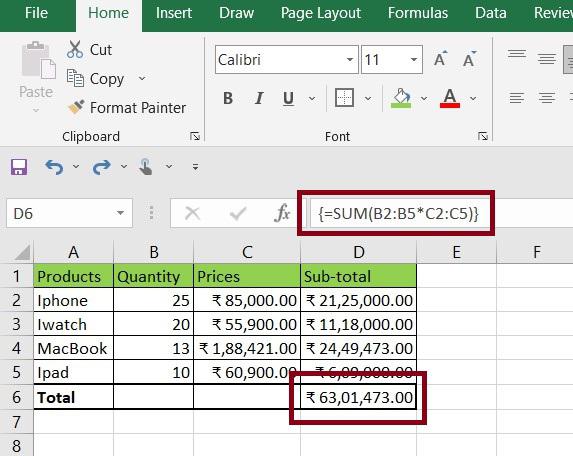 File Home Insert Draw Page Layout Formulas Data Review
Paste
Cut
Copy
Format Painter
Clipboard
Calibri 11 A A
B I U A
Font
D6 fx {=SUM(B2:B5*C2:C5)}
A B C D E F
1 Products Quantity Prices Sub-total
2 Iphone 25 ₹ 85,000.00 ₹ 21,25,000.00
3 Iwatch 20 ₹ 55,900.00 ₹ 11,18,000.00
4 MacBook 13 ₹ 1,88,421.00 ₹ 24,49,473.00
5 Ipad 10 ₹ 60,900.00 ₹ 6,09,000.00
6 Total ₹ 63,01,473.00
7
8